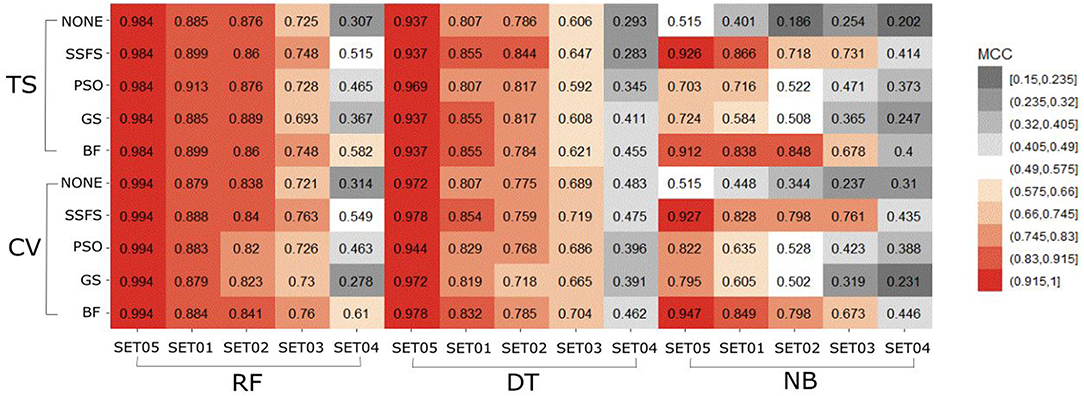 NONE 0.984 0.885 0.876 0.725 0.307 0.937 0.807 0.786 0.606 0.293 0.515 0.401 0.186 0.254 0.202
SSFS 0.984 0.899 0.86 0.748 0.515 0.937 0.855 0.844 0.647 0.283 0.926 0.866 0.718 0.731 0.414
TS
PSO 0.984 0.913 0.876 0.728 0.465 0.969 0.807 0.817 0.592 0.345 0.703 0.716 0.522 0.471 0.373
GS 0.984 0.885 0.889 0.693 0.367 0.937 0.855 0.817 0.608 0.411 0.724 0.584 0.508 0.365 0.247
BF 0.984 0.899 0.86 0.748 0.582 0.937 0.855 0.784 0.621 0.455 0.912 0.838 0.848 0.678 0.4
NONE 0.994 0.879 0.838 0.721 0.314 0.972 0.807 0.775 0.689 0.483 0.515 0.448 0.344 0.237 0.31
SSFS 0.994 0.888 0.84 0.763 0.549 0.978 0.854 0.759 0.719 0.475 0.927 0.828 0.798 0.761 0.435
CV
PSO 0.994 0.883 0.82 0.726 0.463 0.944 0.829 0.768 0.686 0.396 0.822 0.635 0.528 0.423 0.388
GS 0.994 0.879 0.823 0.73 0.278 0.972 0.819 0.718 0.665 0.391 0.795 0.605 0.502 0.319 0.231
BF 0.994 0.884 0.841 0.76 0.61 0.978 0.832 0.785 0.704 0.462 0.947 0.849 0.798 0.673 0.446
SET05 SET01 SET02 SET03 SET04 SET05 SET01 SET02 SET03 SET04 SET05 SET01 SET02 SET03 SET04
RF DT NB
MCC
[0.15,0.235]
(0.235,0.32]
(0.32,0.405]
(0.405,0.49]
(0.49,0.575]
(0.575,0.66]
(0.66,0.745]
(0.745,0.83]
(0.83,0.915]
(0.915,1]